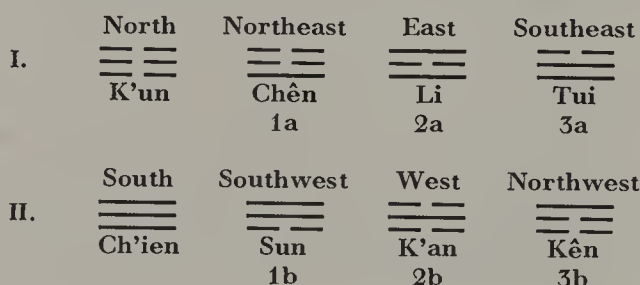 North Northeast East Southeast
I.
K’un Chên Li Tui
1a 2a 3a
South Southwest West Northwest
II.
Ch’ien Sun K’an Kên
1b 2b 3b